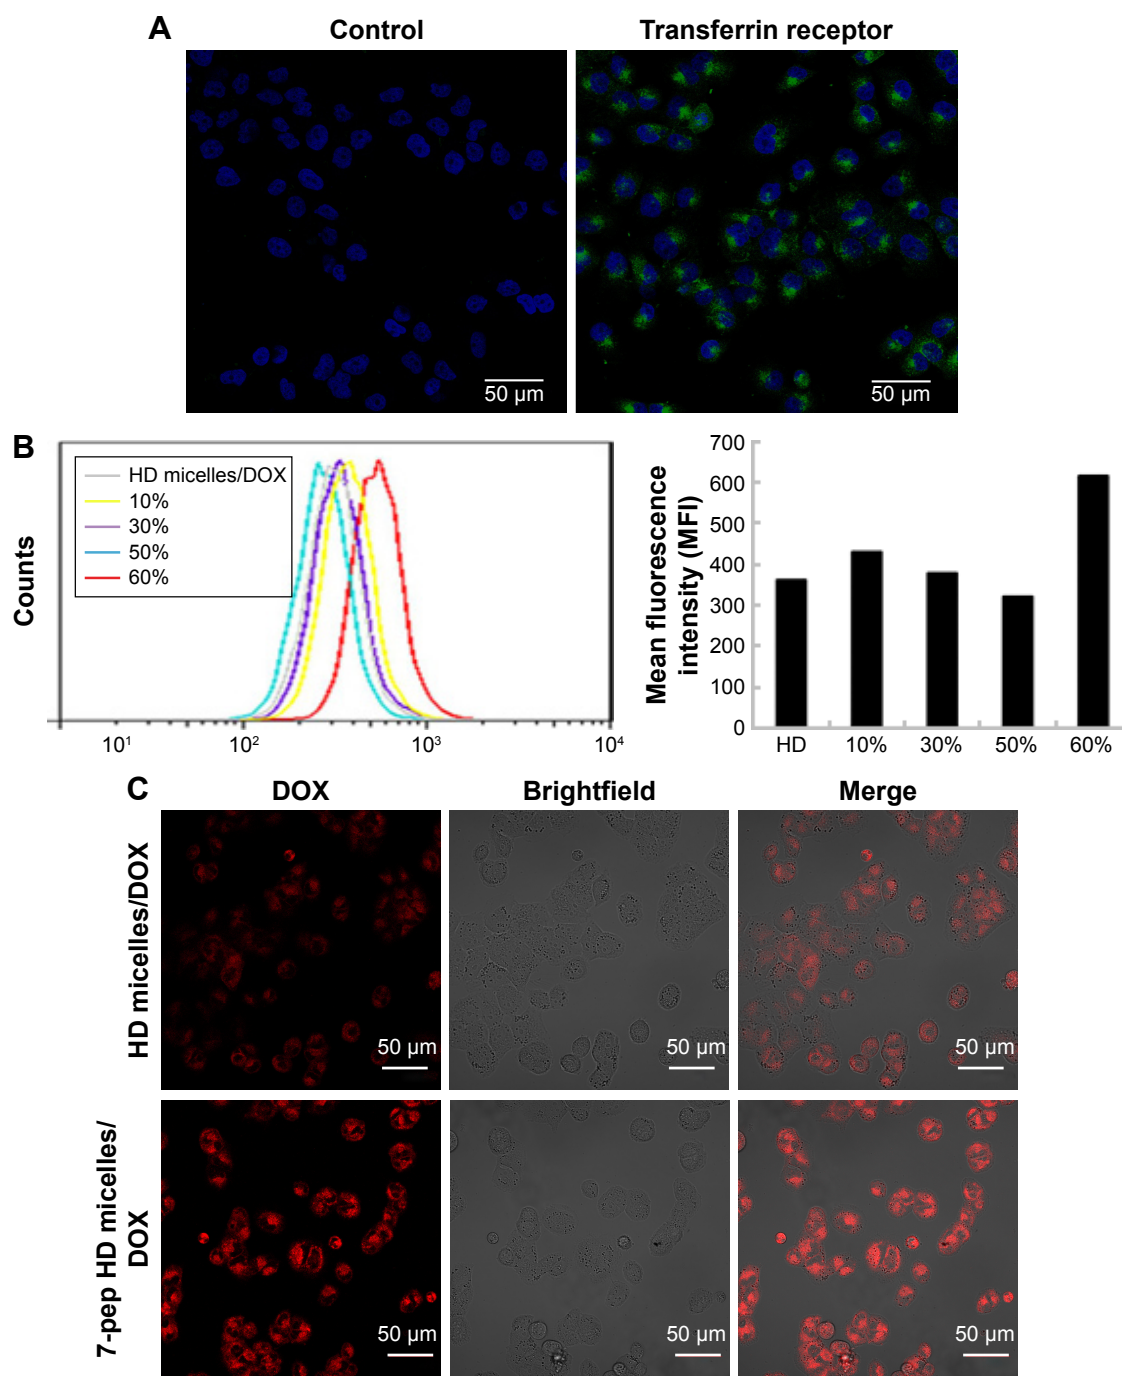 A
Control
Transferrin receptor
50 µm
50 µm
B
Counts
HD micelles/DOX
10%
30%
50%
60%
10¹
10²
10³
10⁴
Mean fluorescence
intensity (MFI)
700
600
500
400
300
200
100
0
HD
10%
30%
50%
60%
C
DOX
Brightfield
Merge
HD micelles/DOX
50 µm
50 µm
50 µm
7-pep HD micelles/
DOX
50 µm
50 µm
50 µm